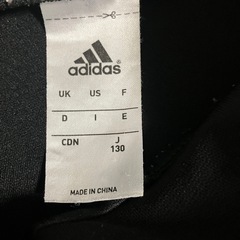 adidas
UK US F
D I E
CDN J
130
MADE IN CHINA